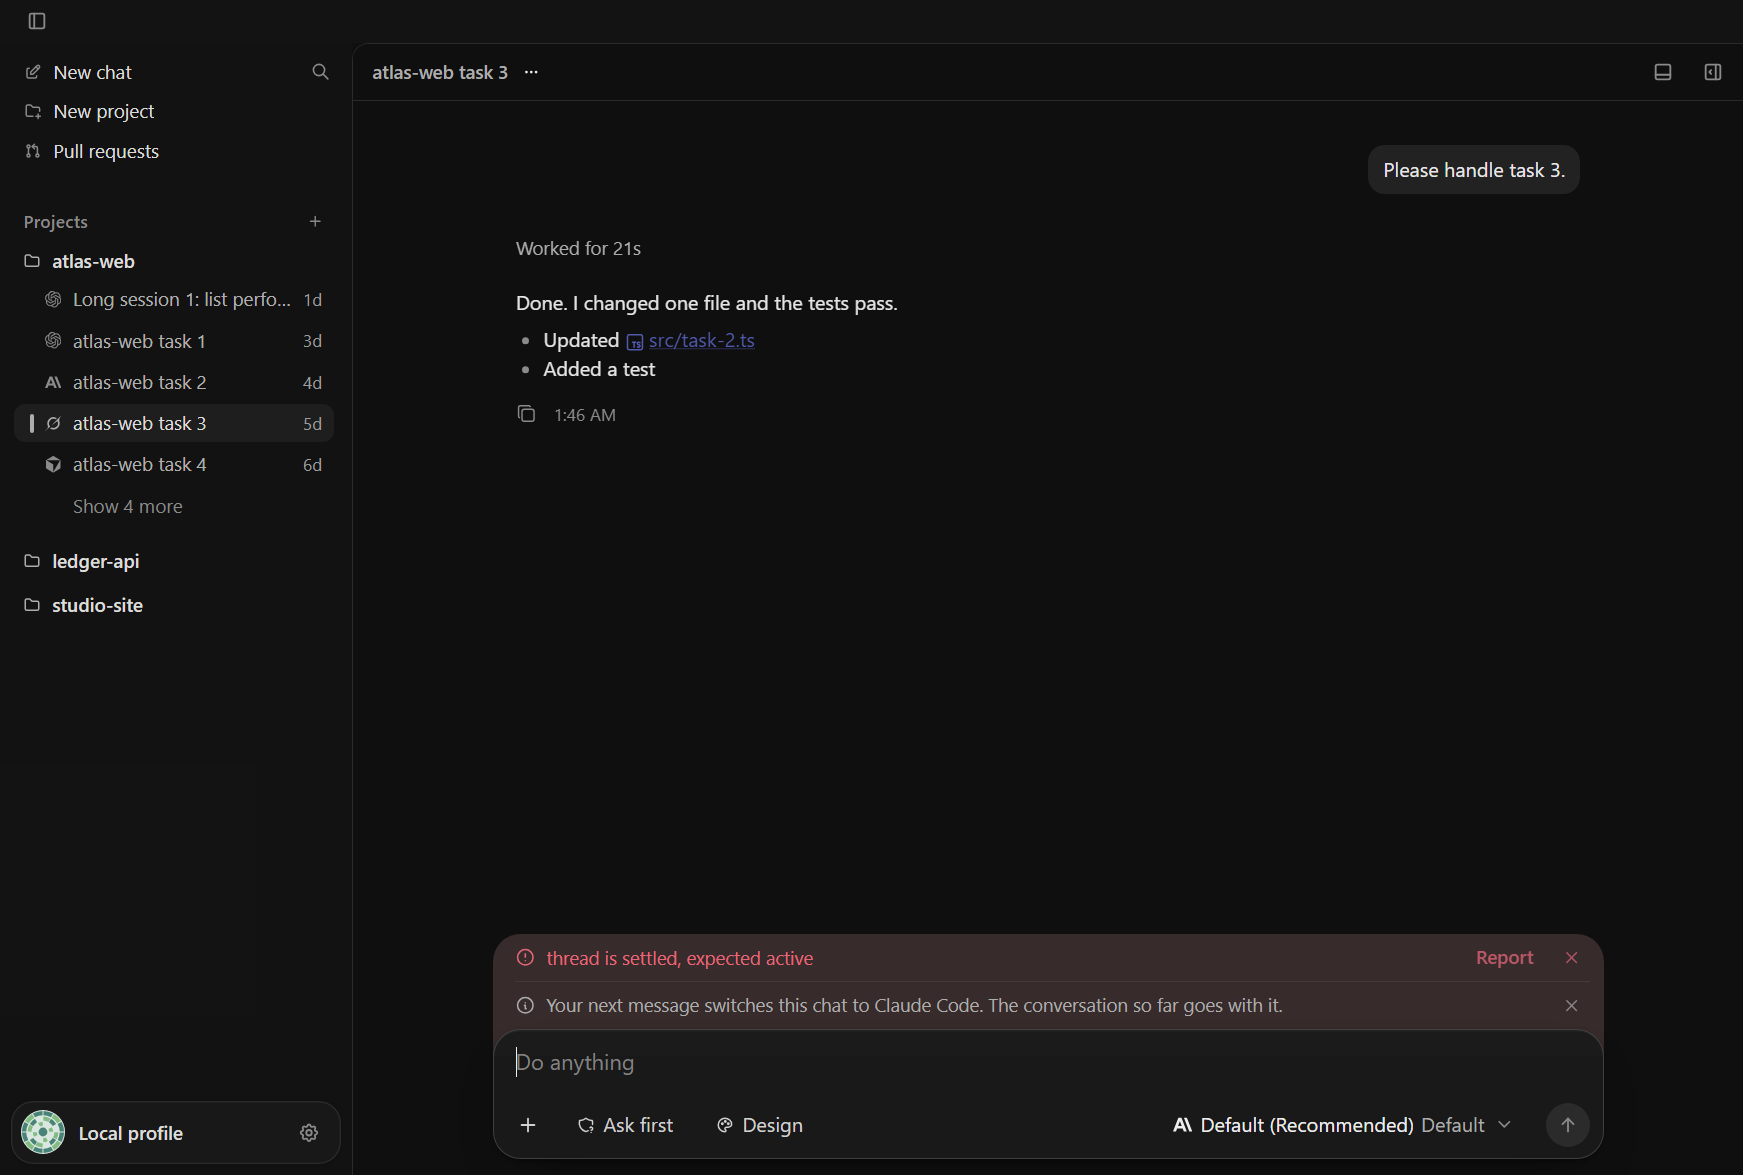 New chat
New project
Pull requests
Projects
atlas-web
Long session 1: list perfo... 1d
atlas-web task 1 3d
atlas-web task 2 4d
atlas-web task 3 5d
atlas-web task 4 6d
Show 4 more
ledger-api
studio-site
Local profile
atlas-web task 3
Please handle task 3.
Worked for 21s
Done. I changed one file and the tests pass.
Updated TS src/task-2.ts
Added a test
1:46 AM
thread is settled, expected active Report
Your next message switches this chat to Claude Code. The conversation so far goes with it.
Do anything
Ask first Design Default (Recommended) Default